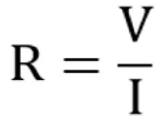 R = V/I